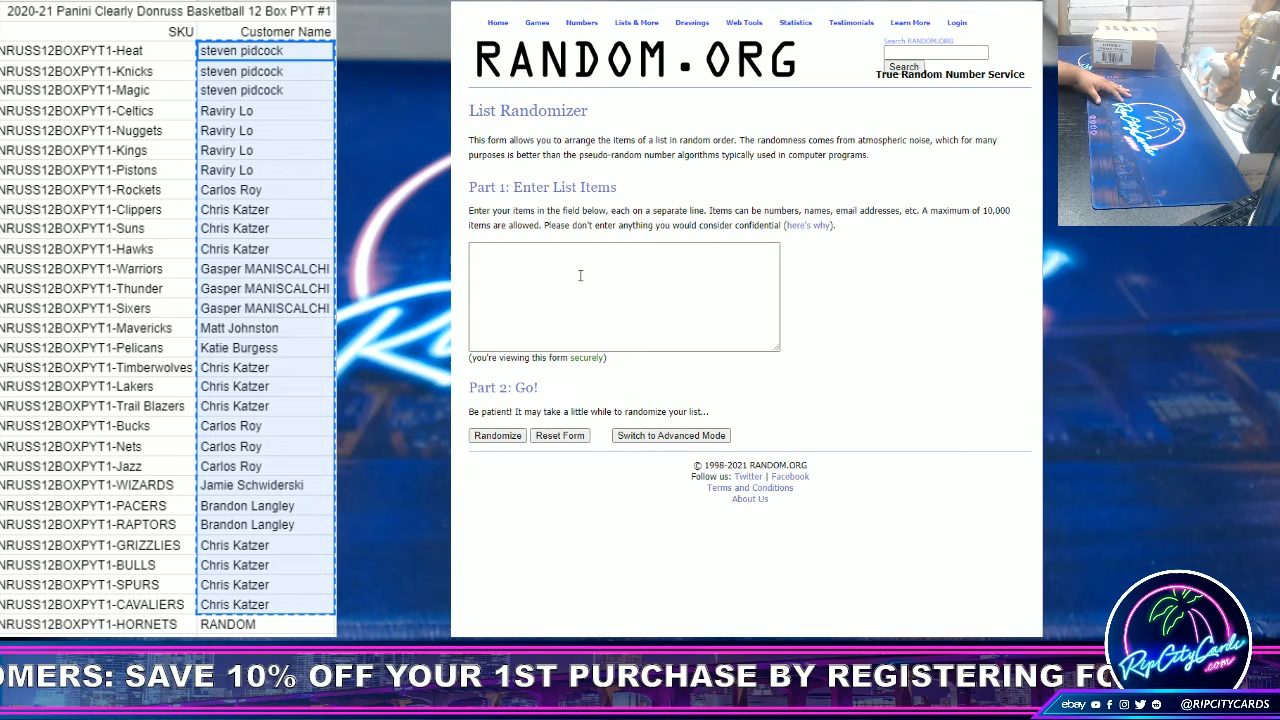 2020-21 Panini Clearly Donruss Basketball 12 Box PYT #1
SKU Customer Name
NRUSS12BOXPYT1-Heat steven pidcock
NRUSS12BOXPYT1-Knicks steven pidcock
NRUSS12BOXPYT1-Magic steven pidcock
NRUSS12BOXPYT1-Celtics Raviry Lo
NRUSS12BOXPYT1-Nuggets Raviry Lo
NRUSS12BOXPYT1-Kings Raviry Lo
NRUSS12BOXPYT1-Pistons Raviry Lo
NRUSS12BOXPYT1-Rockets Carlos Roy
NRUSS12BOXPYT1-Clippers Chris Katzer
NRUSS12BOXPYT1-Suns Chris Katzer
NRUSS12BOXPYT1-Hawks Chris Katzer
NRUSS12BOXPYT1-Warriors Gasper MANISCALCHI
NRUSS12BOXPYT1-Thunder Gasper MANISCALCHI
NRUSS12BOXPYT1-Sixers Gasper MANISCALCHI
NRUSS12BOXPYT1-Mavericks Matt Johnston
NRUSS12BOXPYT1-Pelicans Katie Burgess
NRUSS12BOXPYT1-Timberwolves Chris Katzer
NRUSS12BOXPYT1-Lakers Chris Katzer
NRUSS12BOXPYT1-Trail Blazers Chris Katzer
NRUSS12BOXPYT1-Bucks Carlos Roy
NRUSS12BOXPYT1-Nets Carlos Roy
NRUSS12BOXPYT1-Jazz Carlos Roy
NRUSS12BOXPYT1-WIZARDS Jamie Schwiderski
NRUSS12BOXPYT1-PACERS Brandon Langley
NRUSS12BOXPYT1-RAPTORS Brandon Langley
NRUSS12BOXPYT1-GRIZZLIES Chris Katzer
NRUSS12BOXPYT1-BULLS Chris Katzer
NRUSS12BOXPYT1-SPURS Chris Katzer
NRUSS12BOXPYT1-CAVALIERS Chris Katzer
NRUSS12BOXPYT1-HORNETS RANDOM
Home Games Numbers Lists & More Drawings Web Tools Statistics Testimonials Learn More Login
RANDOM.ORG
Search RANDOM.ORG
Search
True Random Number Service
List Randomizer
This form allows you to arrange the items of a list in random order. The randomness comes from atmospheric noise, which for many
purposes is better than the pseudo-random number algorithms typically used in computer programs.
Part 1: Enter List Items
Enter your items in the field below, each on a separate line. Items can be numbers, names, email addresses, etc. A maximum of 10,000
items are allowed. Please don't enter anything you would consider confidential (here's why).
(you're viewing this form securely)
Part 2: Go!
Be patient! It may take a little while to randomize your list...
Randomize Reset Form Switch to Advanced Mode
© 1998-2021 RANDOM.ORG
Follow us: Twitter | Facebook
Terms and Conditions
About Us
OMERS: SAVE 10% OFF YOUR 1ST PURCHASE BY REGISTERING FO
RipCityCards
.com
ebay @RIPCITYCARDS